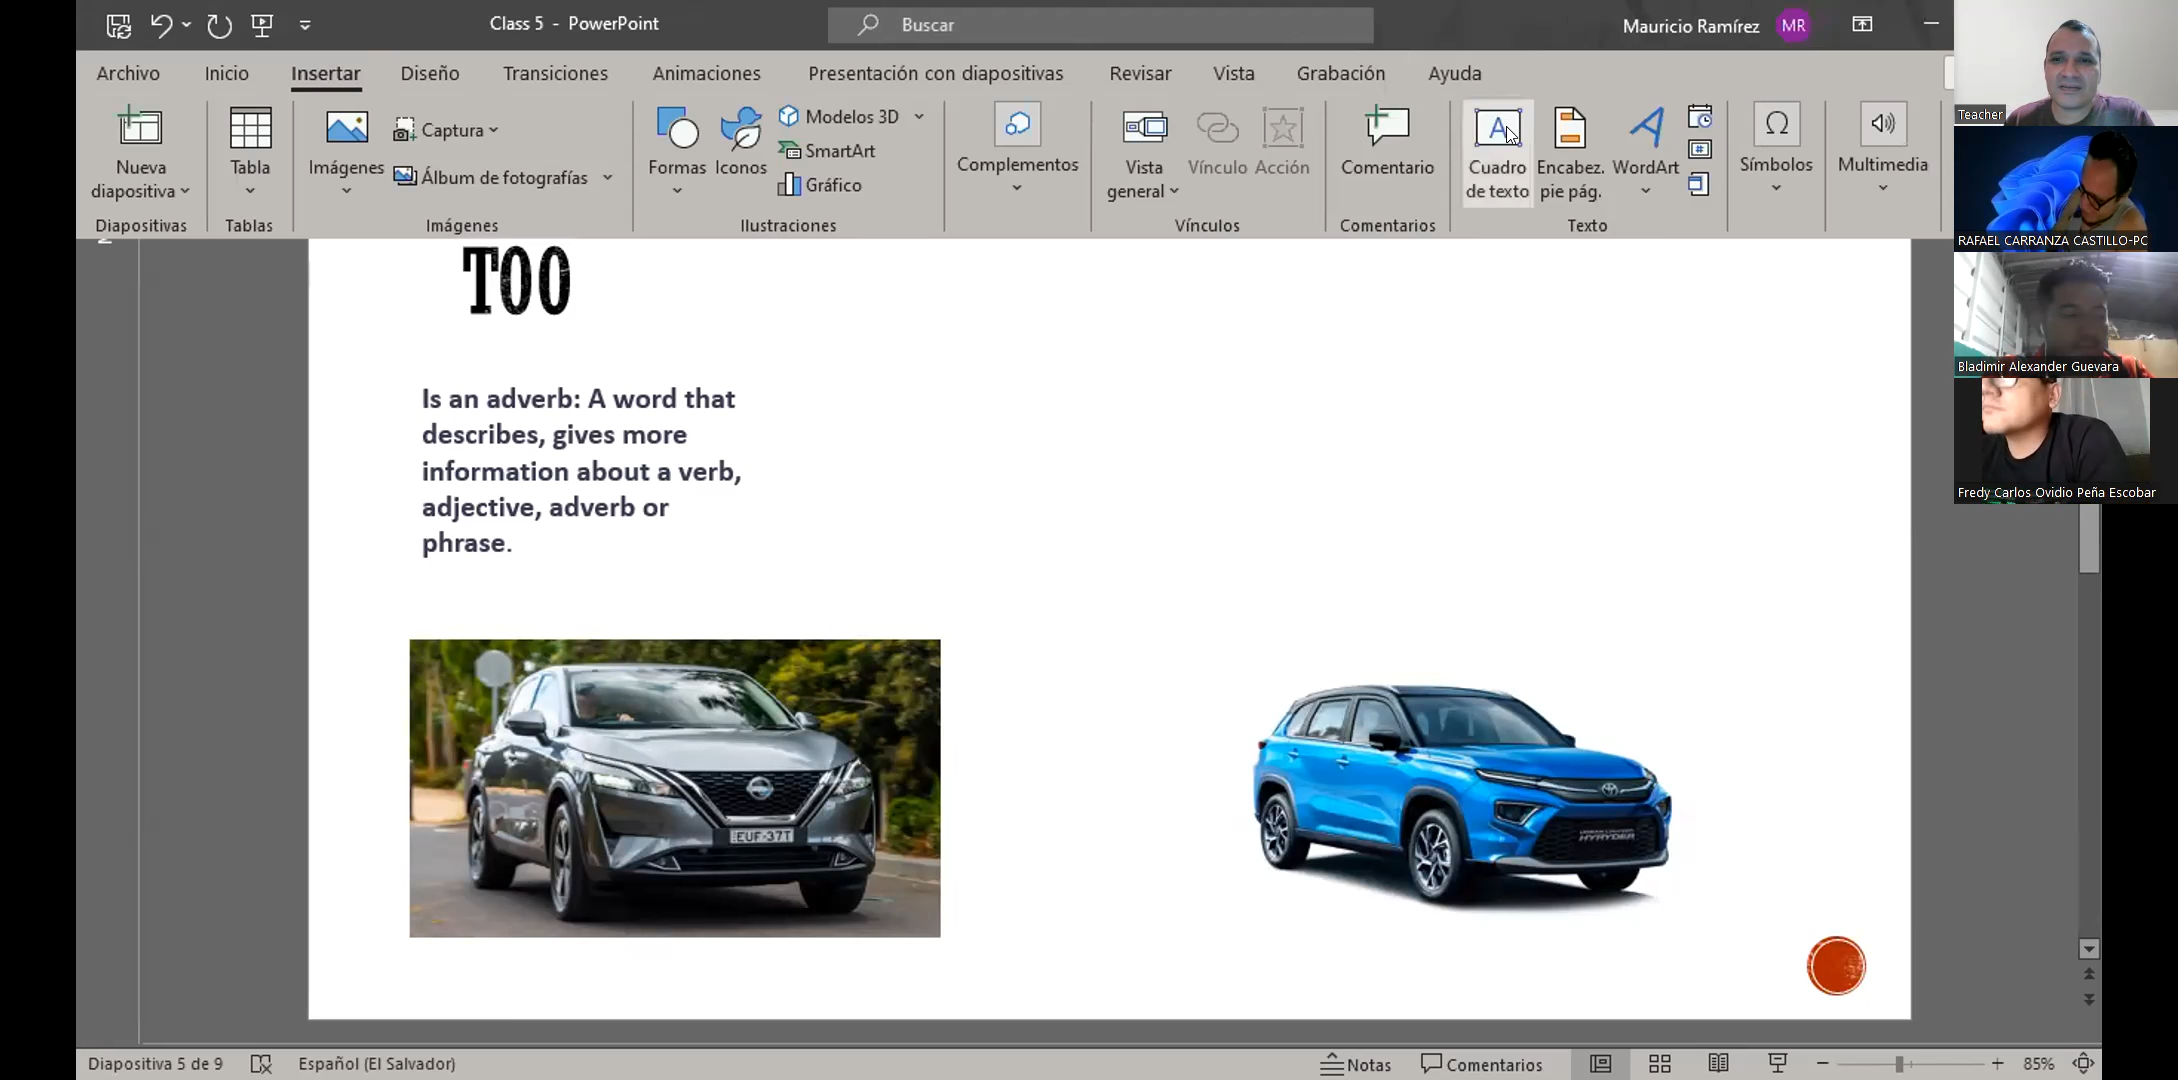 Class 5 - PowerPoint
Buscar
Mauricio Ramírez
MR
Archivo
Inicio
Insertar
Diseño
Transiciones
Animaciones
Presentación con diapositivas
Revisar
Vista
Grabación
Ayuda
Nueva
diapositiva
Diapositivas
Tabla
Tablas
Imágenes
Captura
Álbum de fotografías
Imágenes
Formas
Iconos
Modelos 3D
SmartArt
Gráfico
Ilustraciones
Complementos
Vista
general
Vínculo
Acción
Vínculos
Comentario
Comentarios
Cuadro
de texto
Encabez.
pie pág.
WordArt
Texto
Símbolos
Multimedia
Teacher
RAFAEL CARRANZA CASTILLO-PC
Bladimir Alexander Guevara
Fredy Carlos Ovidio Peña Escobar
TOO
Is an adverb: A word that
describes, gives more
information about a verb,
adjective, adverb or
phrase.
EUF-37T
HYRYDER
Diapositiva 5 de 9
Español (El Salvador)
Notas
Comentarios
85%